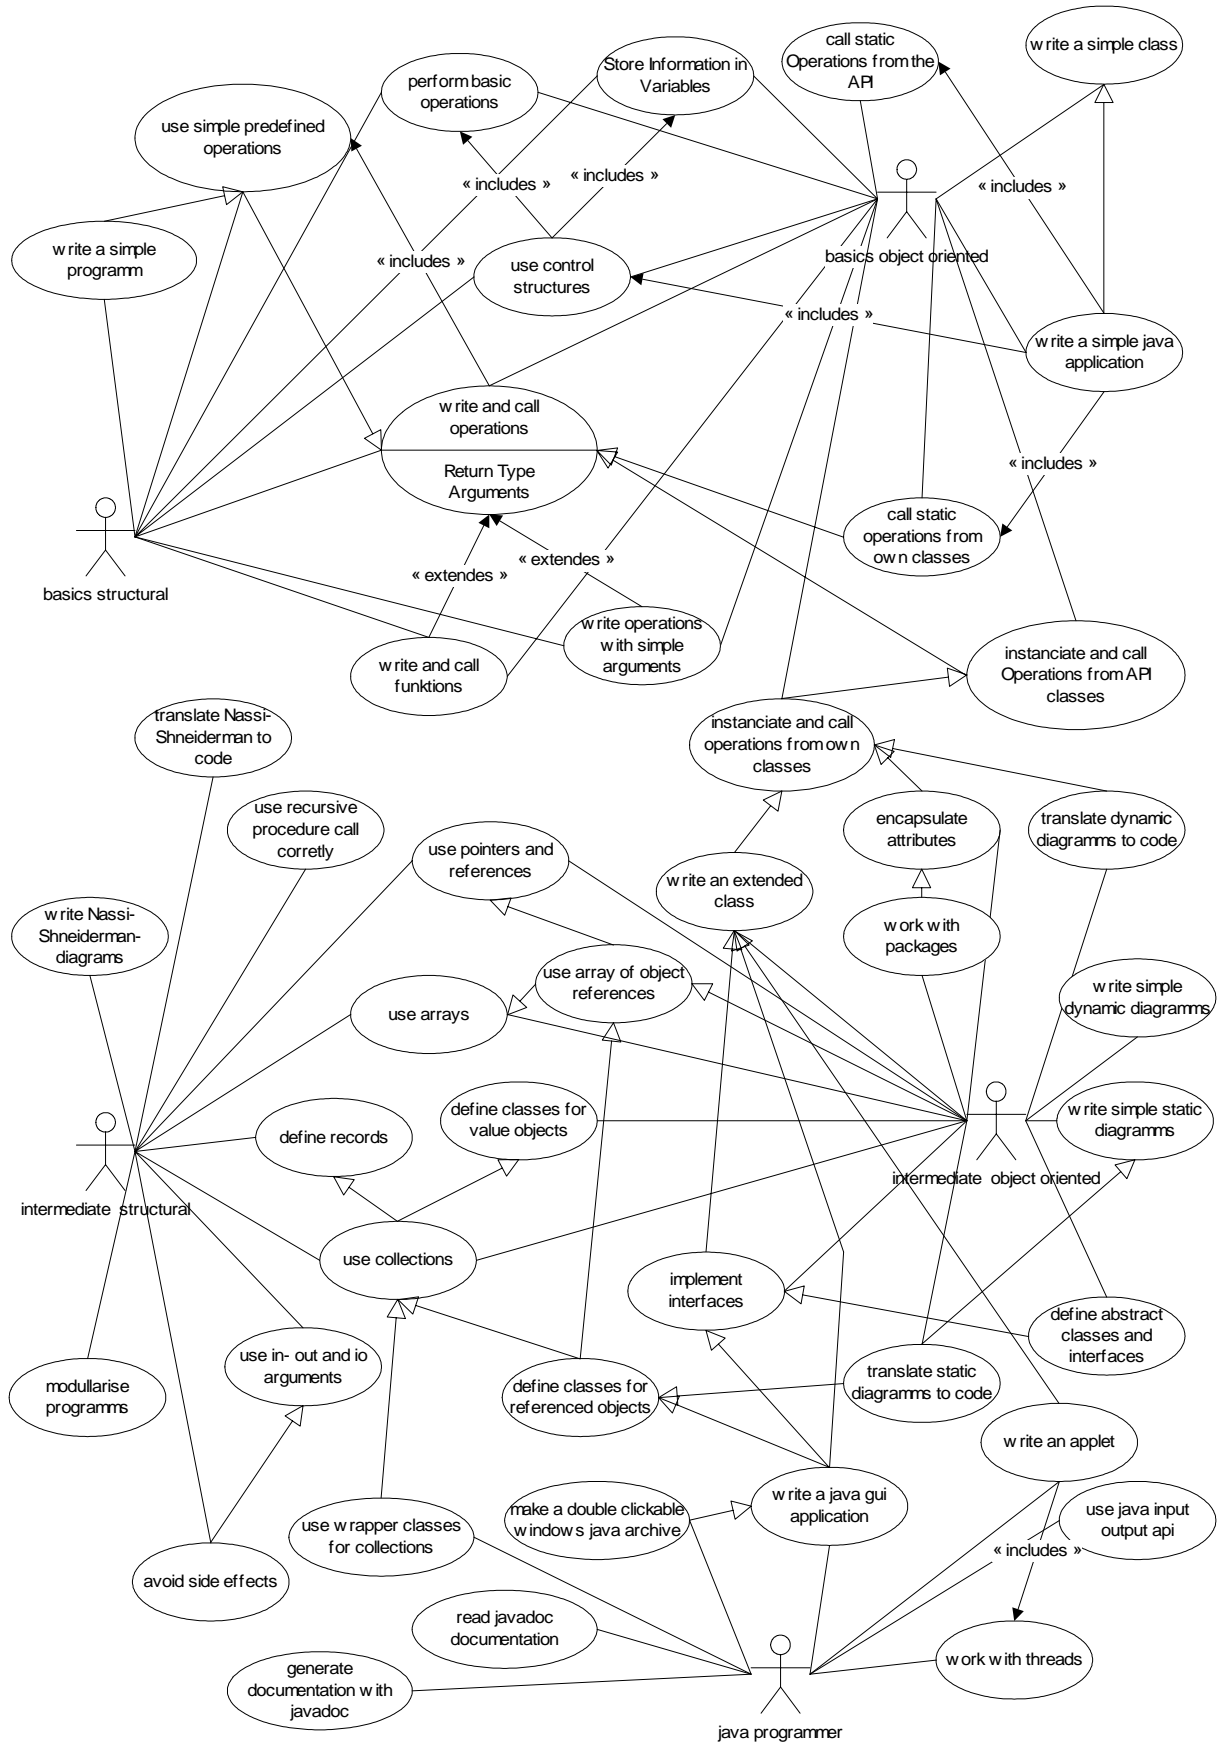 call static
Operations from the
API
write a simple class
Store Information in
Variables
perform basic
operations
use simple predefined
operations
« includes »
« includes »
« includes »
write a simple
programm
« includes »
use control
structures
basics object oriented
« includes »
write a simple java
application
write and call
operations
Return Type
Arguments
« includes »
call static
operations from
own classes
« extendes »
« extendes »
basics structural
write operations
with simple
arguments
write and call
funktions
instanciate and call
Operations from API
classes
translate Nassi-
Shneiderman to
code
instanciate and call
operations from own
classes
use recursive
procedure call
corretly
use pointers and
references
encapsulate
attributes
translate dynamic
diagramms to code
write an extended
class
write Nassi-
Shneiderman-
diagrams
work with
packages
use array of object
references
use arrays
write simple
dynamic diagramms
define classes for
value objects
define records
write simple static
diagramms
intermediate object oriented
intermediate structural
use collections
implement
interfaces
define abstract
classes and
interfaces
use in- out and io
arguments
modullarise
programms
define classes for
referenced objects
translate static
diagramms to code
write an applet
write a java gui
application
make a double clickable
windows java archive
use java input
output api
use wrapper classes
for collections
« includes »
avoid side effects
read javadoc
documentation
work with threads
generate
documentation with
javadoc
java programmer